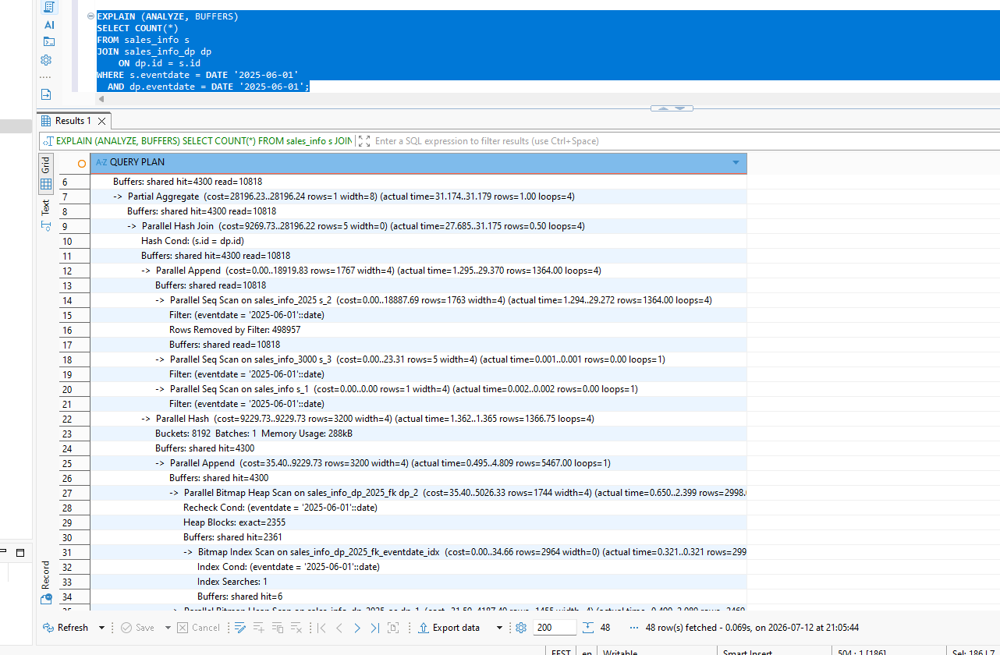 AI
EXPLAIN (ANALYZE, BUFFERS)
SELECT COUNT(*)
FROM sales_info s
JOIN sales_info_dp dp
ON dp.id = s.id
WHERE s.eventdate = DATE '2025-06-01'
AND dp.eventdate = DATE '2025-06-01';
Results 1
EXPLAIN (ANALYZE, BUFFERS) SELECT COUNT(*) FROM sales_info s JOIN
Enter a SQL expression to filter results (use Ctrl+Space)
Grid
Text
Record
A-Z QUERY PLAN
6 Buffers: shared hit=4300 read=10818
7 -> Partial Aggregate (cost=28196.23..28196.24 rows=1 width=8) (actual time=31.174..31.179 rows=1.00 loops=4)
8 Buffers: shared hit=4300 read=10818
9 -> Parallel Hash Join (cost=9269.73..28196.22 rows=5 width=0) (actual time=27.685..31.175 rows=0.50 loops=4)
10 Hash Cond: (s.id = dp.id)
11 Buffers: shared hit=4300 read=10818
12 -> Parallel Append (cost=0.00..18919.83 rows=1767 width=4) (actual time=1.295..29.370 rows=1364.00 loops=4)
13 Buffers: shared read=10818
14 -> Parallel Seq Scan on sales_info_2025 s_2 (cost=0.00..18887.69 rows=1763 width=4) (actual time=1.294..29.272 rows=1364.00 loops=4)
15 Filter: (eventdate = '2025-06-01'::date)
16 Rows Removed by Filter: 498957
17 Buffers: shared read=10818
18 -> Parallel Seq Scan on sales_info_3000 s_3 (cost=0.00..23.31 rows=5 width=4) (actual time=0.001..0.001 rows=0.00 loops=1)
19 Filter: (eventdate = '2025-06-01'::date)
20 -> Parallel Seq Scan on sales_info s_1 (cost=0.00..0.00 rows=1 width=4) (actual time=0.002..0.002 rows=0.00 loops=1)
21 Filter: (eventdate = '2025-06-01'::date)
22 -> Parallel Hash (cost=9229.73..9229.73 rows=3200 width=4) (actual time=1.362..1.365 rows=1366.75 loops=4)
23 Buckets: 8192 Batches: 1 Memory Usage: 288kB
24 Buffers: shared hit=4300
25 -> Parallel Append (cost=35.40..9229.73 rows=3200 width=4) (actual time=0.495..4.809 rows=5467.00 loops=1)
26 Buffers: shared hit=4300
27 -> Parallel Bitmap Heap Scan on sales_info_dp_2025_fk dp_2 (cost=35.40..5026.33 rows=1744 width=4) (actual time=0.650..2.399 rows=2998.
28 Recheck Cond: (eventdate = '2025-06-01'::date)
29 Heap Blocks: exact=2355
30 Buffers: shared hit=2361
31 -> Bitmap Index Scan on sales_info_dp_2025_fk_eventdate_idx (cost=0.00..34.66 rows=2964 width=0) (actual time=0.321..0.321 rows=299
32 Index Cond: (eventdate = '2025-06-01'::date)
33 Index Searches: 1
34 Buffers: shared hit=6
Refresh
Save
Cancel
Export data
200
48
48 row(s) fetched - 0.069s, on 2026-07-12 at 21:05:44
EEST
en
Writable
Smart Insert
504 : 1 [186]
Sel: 186 | 7